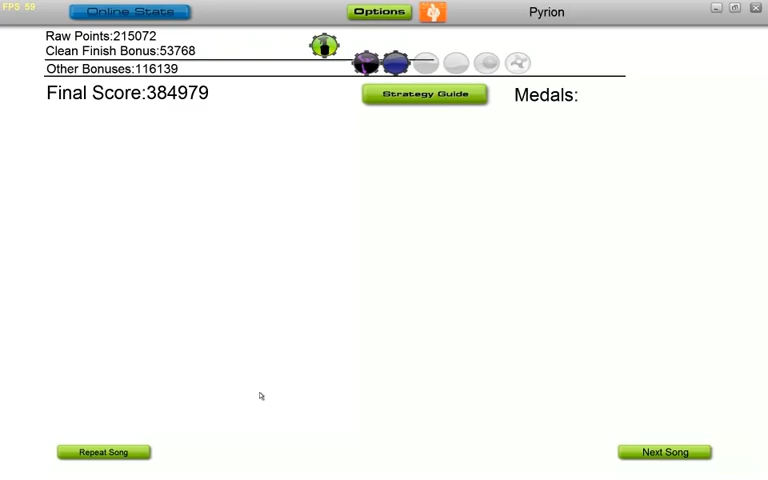 FPS 59
Online Stats
Options
Pyrion
Raw Points:215072
Clean Finish Bonus:53768
Other Bonuses:116139
Final Score:384979
Strategy Guide
Medals:
Repeat Song
Next Song